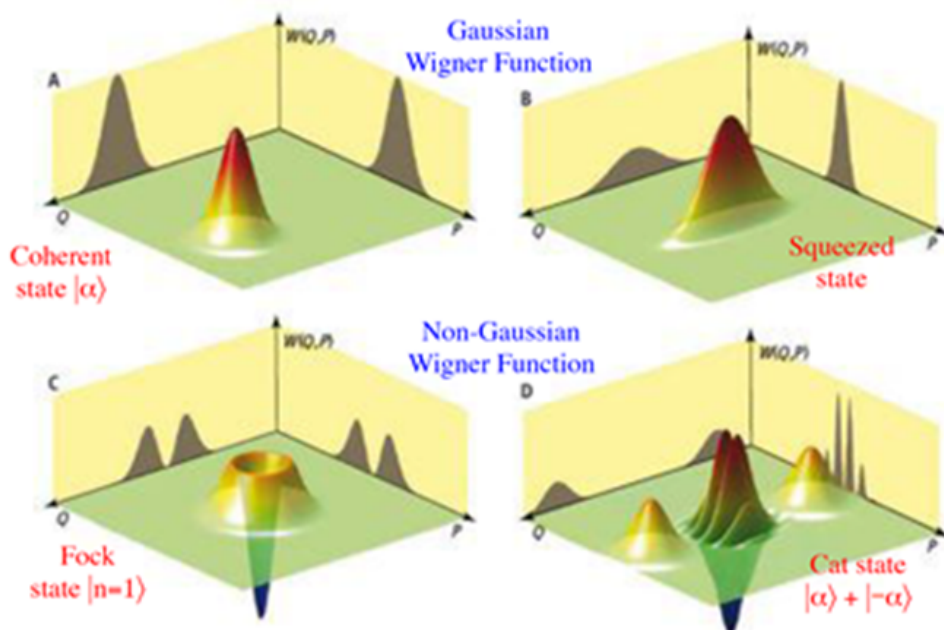 Gaussian
Wigner Function
A
W(Q,P)
Q
P
Coherent
state |α⟩
B
W(Q,P)
Q
P
Squeezed
state
Non-Gaussian
Wigner Function
C
W(Q,P)
Q
P
Fock
state |n=1⟩
D
W(Q,P)
Q
P
Cat state
|α⟩ + |−α⟩